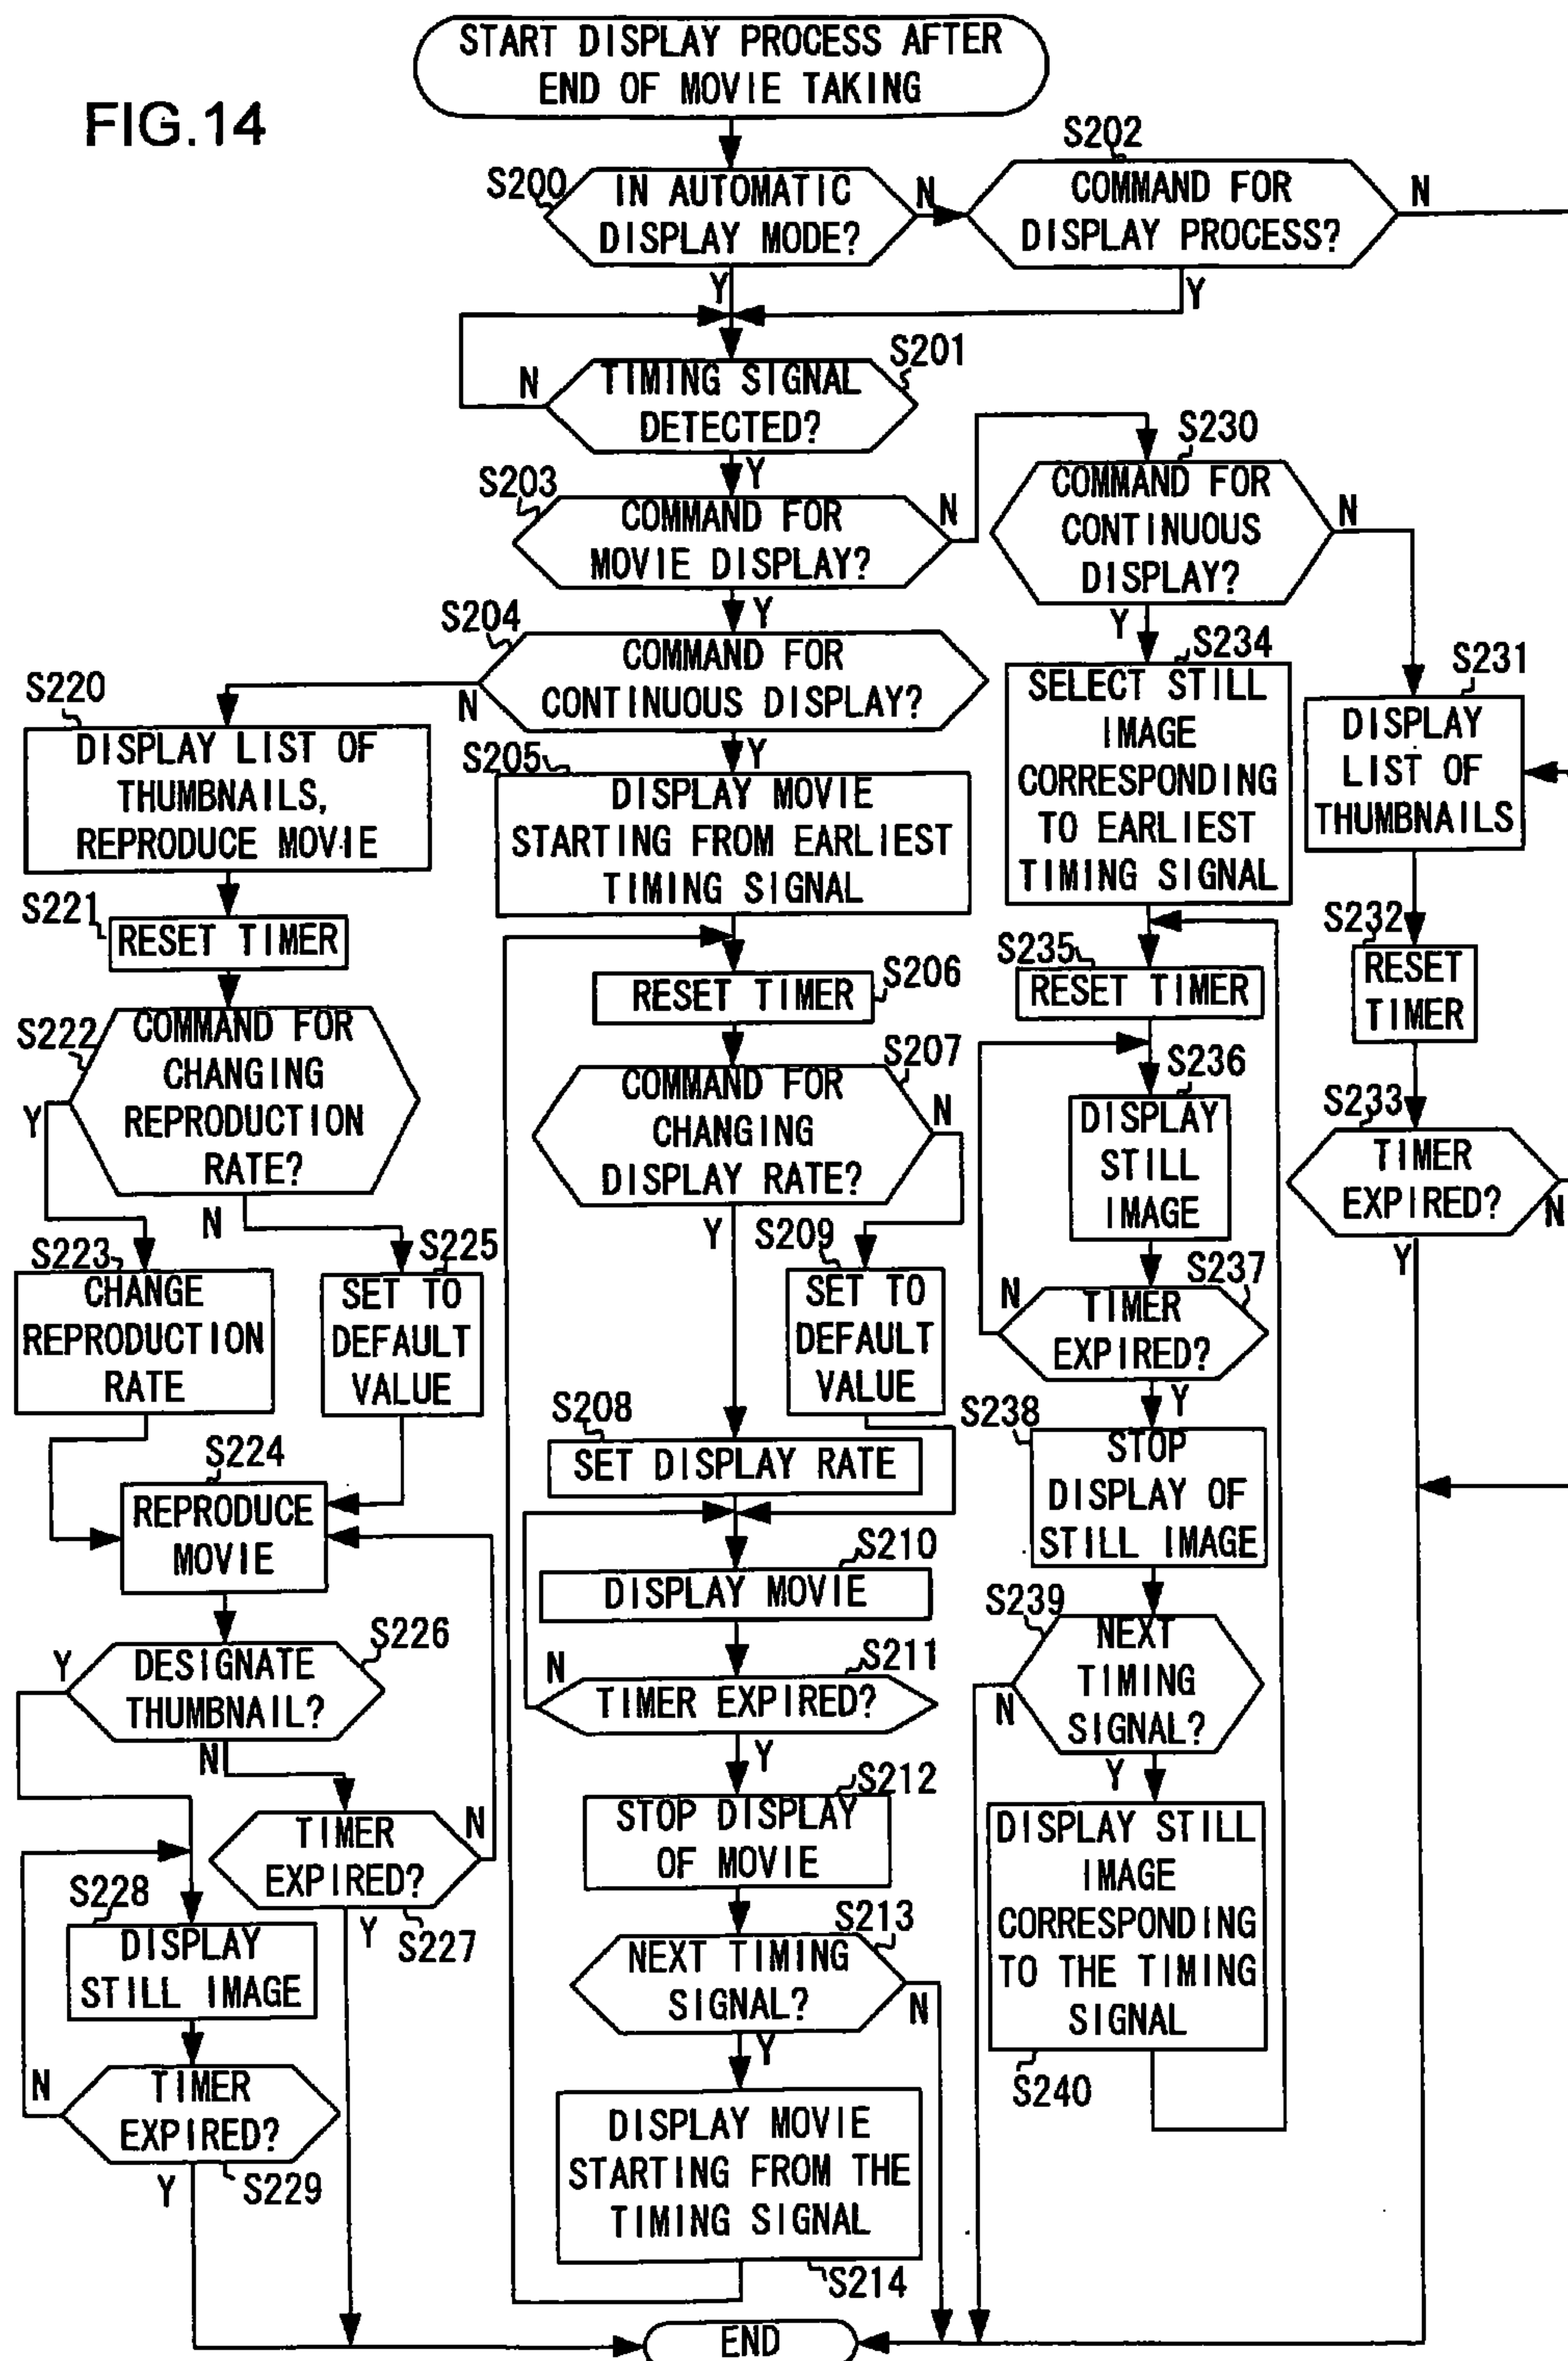 FIG.14
START DISPLAY PROCESS AFTER
END OF MOVIE TAKING
S200
IN AUTOMATIC
DISPLAY MODE?
N
Y
S202
COMMAND FOR
DISPLAY PROCESS?
N
Y
S201
TIMING SIGNAL
DETECTED?
N
Y
S203
COMMAND FOR
MOVIE DISPLAY?
N
Y
S230
COMMAND FOR
CONTINUOUS
DISPLAY?
N
Y
S204
COMMAND FOR
CONTINUOUS DISPLAY?
N
Y
S220
DISPLAY LIST OF
THUMBNAILS,
REPRODUCE MOVIE
S221
RESET TIMER
S222
COMMAND FOR
CHANGING
REPRODUCTION
RATE?
Y
N
S223
CHANGE
REPRODUCTION
RATE
S225
SET TO
DEFAULT
VALUE
S224
REPRODUCE
MOVIE
S226
DESIGNATE
THUMBNAIL?
Y
N
TIMER
EXPIRED?
N
Y
S227
S228
DISPLAY
STILL IMAGE
TIMER
EXPIRED?
N
Y
S229
S205
DISPLAY MOVIE
STARTING FROM EARLIEST
TIMING SIGNAL
S206
RESET TIMER
S207
COMMAND FOR
CHANGING
DISPLAY RATE?
N
Y
S209
SET TO
DEFAULT
VALUE
S208
SET DISPLAY RATE
S210
DISPLAY MOVIE
S211
TIMER EXPIRED?
N
Y
S212
STOP DISPLAY
OF MOVIE
S213
NEXT TIMING
SIGNAL?
N
Y
DISPLAY MOVIE
STARTING FROM THE
TIMING SIGNAL
S214
S234
SELECT STILL
IMAGE
CORRESPONDING
TO EARLIEST
TIMING SIGNAL
S235
RESET TIMER
S236
DISPLAY
STILL
IMAGE
S237
TIMER
EXPIRED?
N
Y
S238
STOP
DISPLAY OF
STILL IMAGE
S239
NEXT
TIMING
SIGNAL?
N
Y
DISPLAY STILL
IMAGE
CORRESPONDING
TO THE TIMING
SIGNAL
S240
S231
DISPLAY
LIST OF
THUMBNAILS
S232
RESET
TIMER
S233
TIMER
EXPIRED?
N
Y
END